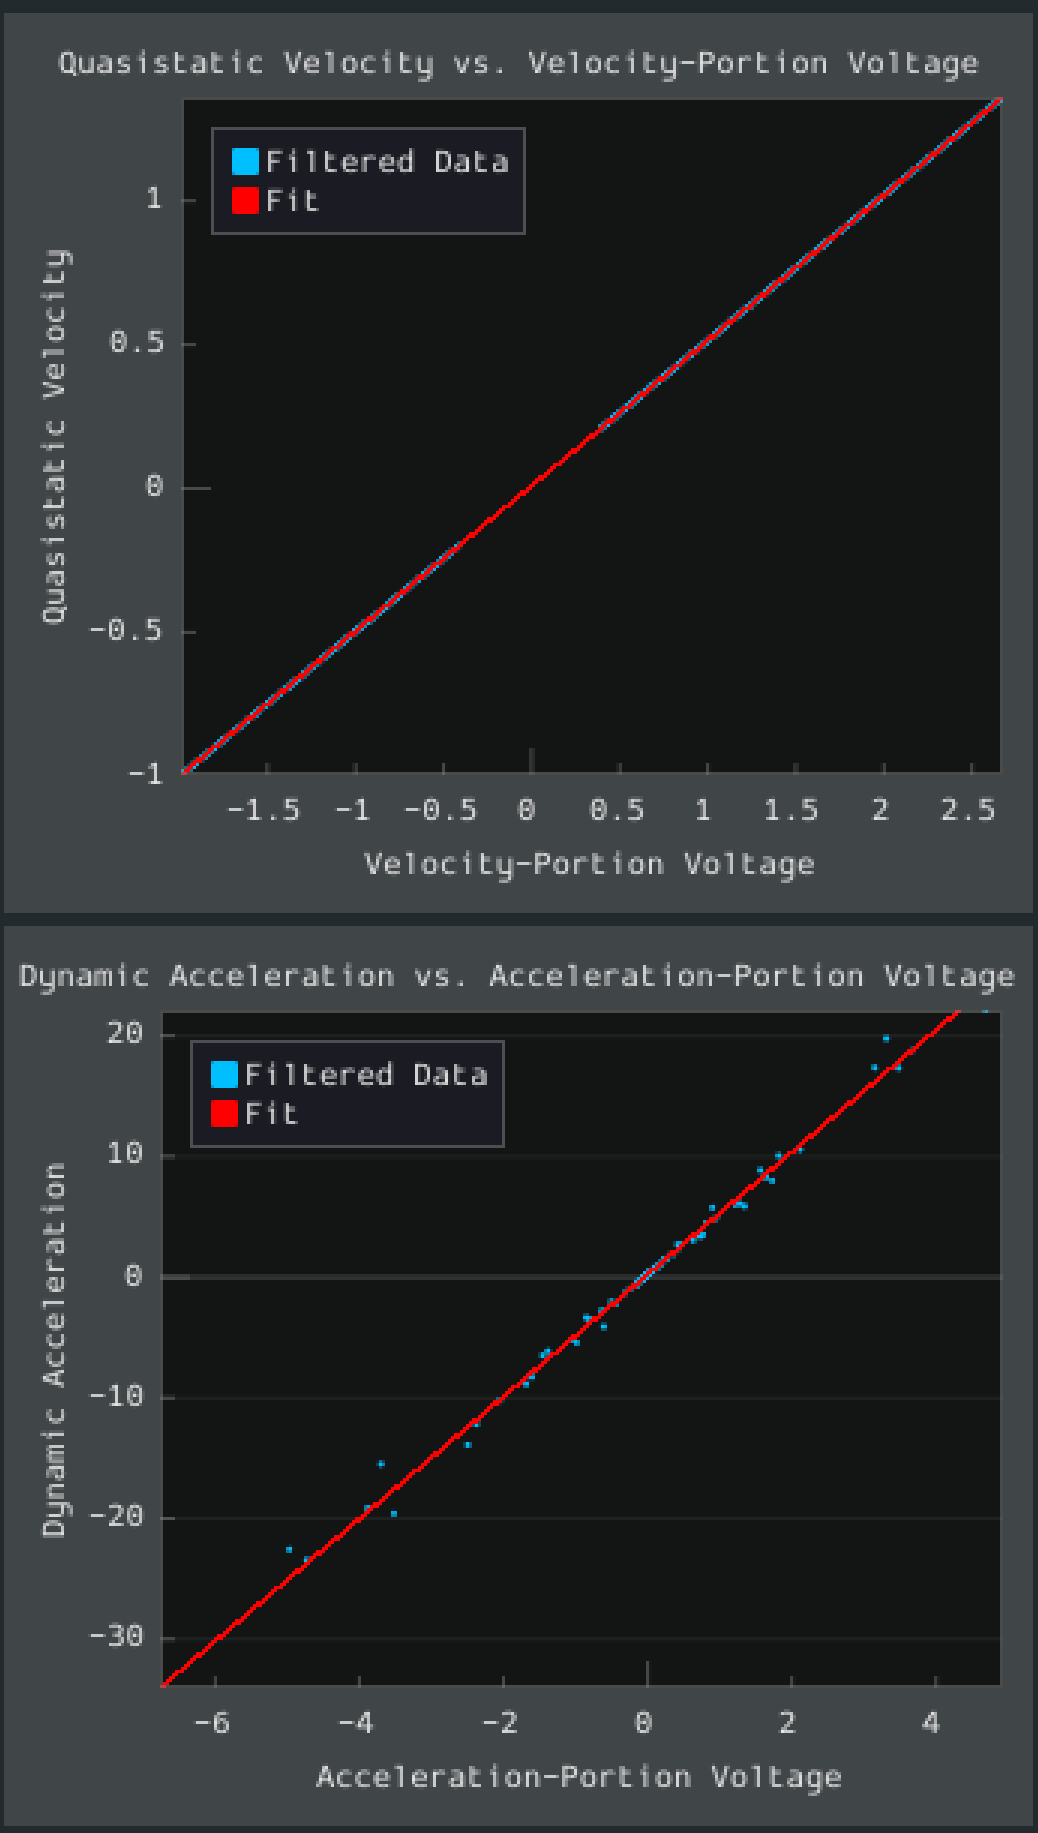 Quasistatic Velocity vs. Velocity-Portion Voltage
Filtered Data
Fit
1
0.5
0
-0.5
-1
Quasistatic Velocity
-1.5 -1 -0.5 0 0.5 1 1.5 2 2.5
Velocity-Portion Voltage
Dynamic Acceleration vs. Acceleration-Portion Voltage
Filtered Data
Fit
20
10
0
-10
-20
-30
Dynamic Acceleration
-6 -4 -2 0 2 4
Acceleration-Portion Voltage